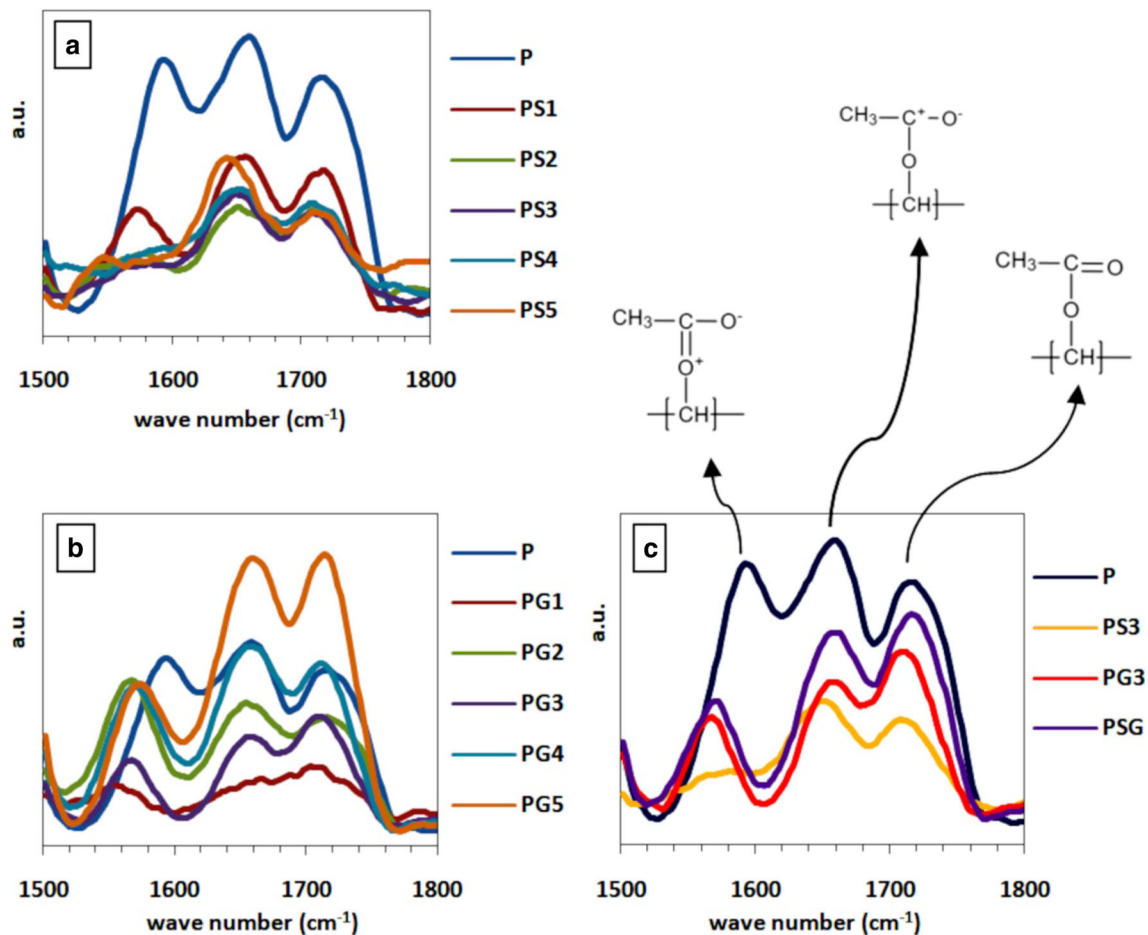 a
a.u.
P
PS1
PS2
PS3
PS4
PS5
1500 1600 1700 1800
wave number (cm-1)
CH3—C+—O-
O
CH
CH3—C—O-
O+
CH
CH3—C=O
O
CH
b
a.u.
P
PG1
PG2
PG3
PG4
PG5
1500 1600 1700 1800
wave number (cm-1)
c
a.u.
P
PS3
PG3
PSG
1500 1600 1700 1800
wave number (cm-1)